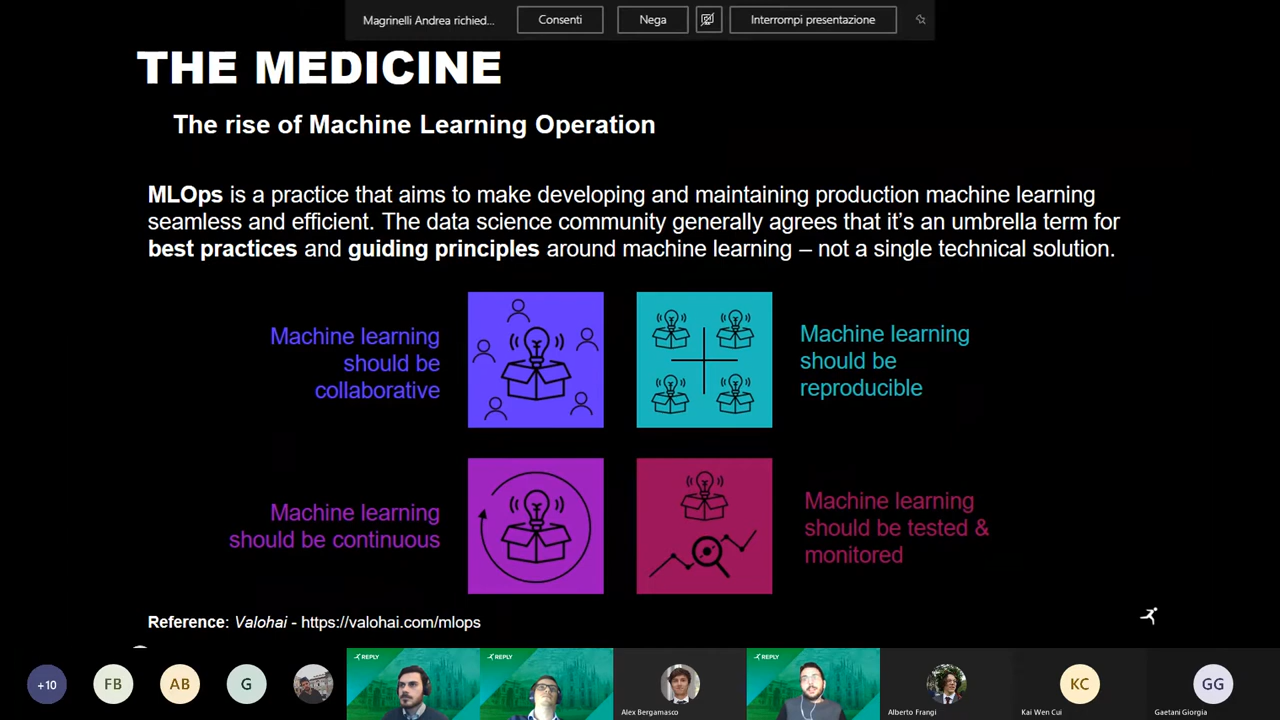 Magrinelli Andrea richied... Consenti Nega Interrompi presentazione
THE MEDICINE
The rise of Machine Learning Operation
MLOps is a practice that aims to make developing and maintaining production machine learning
seamless and efficient. The data science community generally agrees that it’s an umbrella term for
best practices and guiding principles around machine learning – not a single technical solution.
Machine learning
should be
collaborative
Machine learning
should be
reproducible
Machine learning
should be continuous
Machine learning
should be tested &
monitored
Reference: Valohai - https://valohai.com/mlops
+10
FB
AB
G
REPLY
REPLY
Alex Bergamasco
REPLY
Alberto Frangi
KC
Kai Wen Cui
GG
Gaetani Giorgia